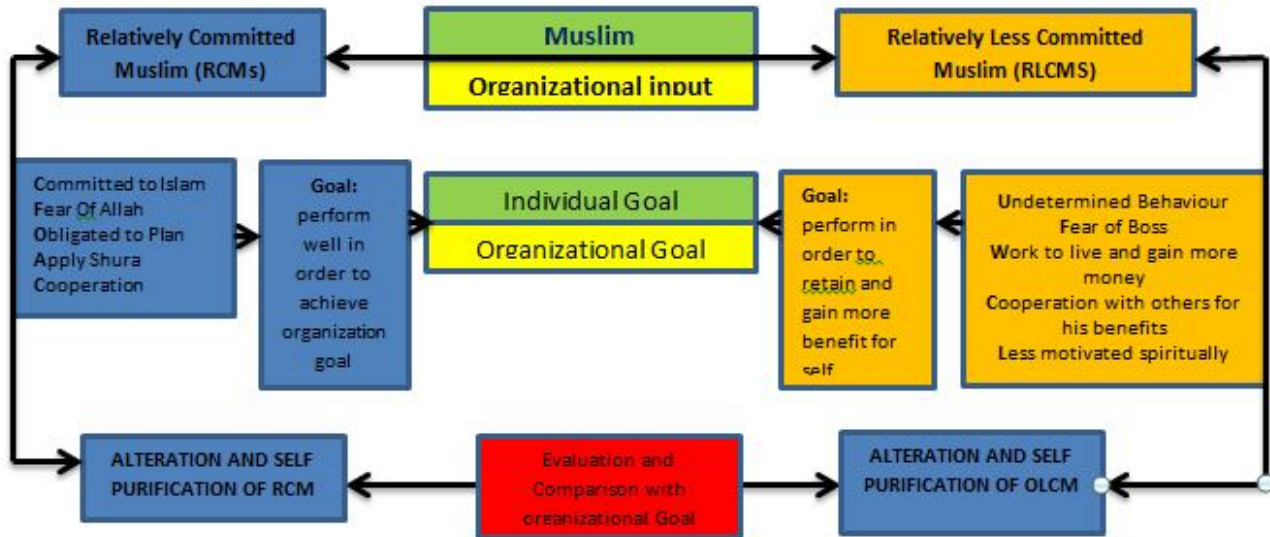 Relatively Committed
Muslim (RCMs)
Muslim
Organizational input
Relatively Less Committed
Muslim (RLCMS)
Committed to Islam
Fear Of Allah
Obligated to Plan
Apply Shura
Cooperation
Goal:
perform
well in
order to
achieve
organization
goal
Individual Goal
Organizational Goal
Goal:
perform in
order to
retain and
gain more
benefit for
self
Undetermined Behaviour
Fear of Boss
Work to live and gain more
money
Cooperation with others for
his benefits
Less motivated spiritually
ALTERATION AND SELF
PURIFICATION OF RCM
Evaluation and
Comparison with
organizational Goal
ALTERATION AND SELF
PURIFICATION OF OLCM